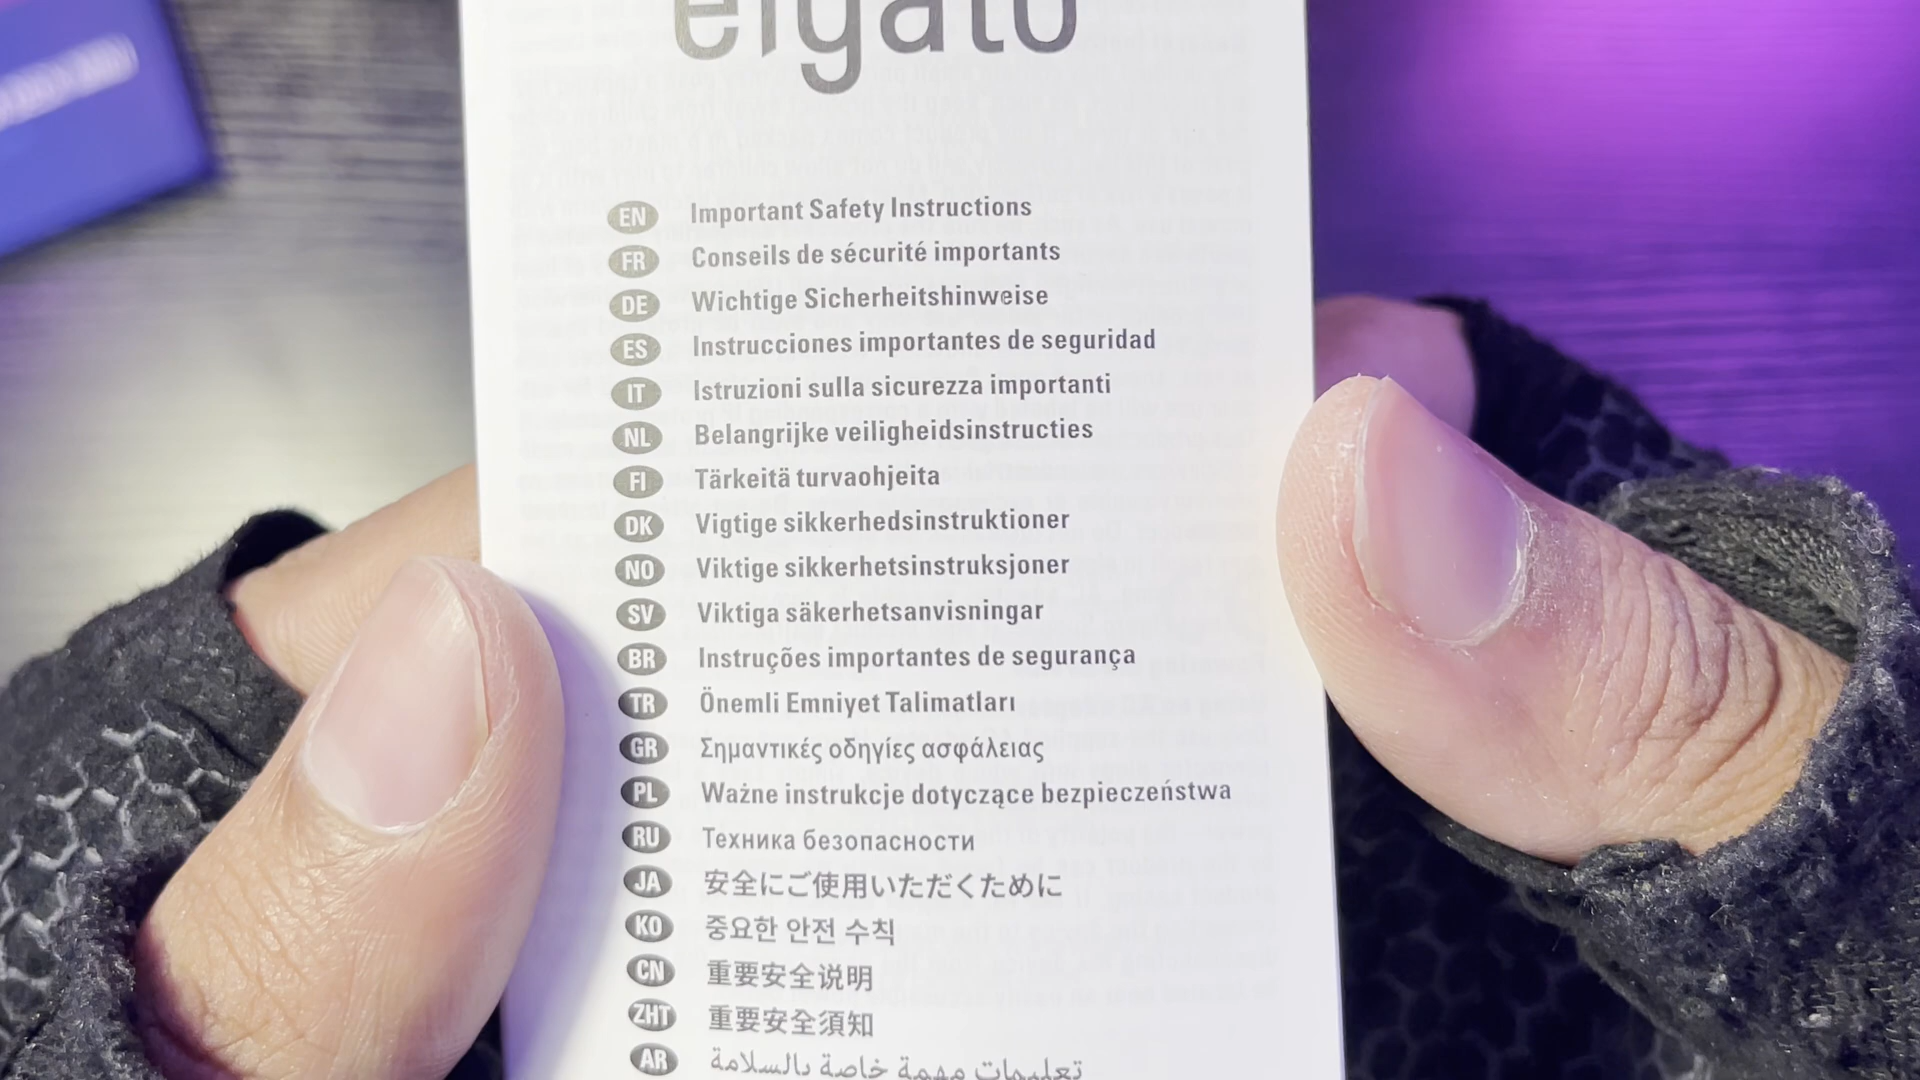 elgato
EN Important Safety Instructions
FR Conseils de sécurité importants
DE Wichtige Sicherheitshinweise
ES Instrucciones importantes de seguridad
IT Istruzioni sulla sicurezza importanti
NL Belangrijke veiligheidsinstructies
FI Tärkeitä turvaohjeita
DK Vigtige sikkerhedsinstruktioner
NO Viktige sikkerhetsinstruksjoner
SV Viktiga säkerhetsanvisningar
BR Instruções importantes de segurança
TR Önemli Emniyet Talimatları
GR Σημαντικές οδηγίες ασφάλειας
PL Ważne instrukcje dotyczące bezpieczeństwa
RU Техника безопасности
JA 安全にご使用いただくために
KO 중요한 안전 수칙
CN 重要安全说明
ZHT 重要安全須知
AR تعليمات مهمة خاصة بالسلامة